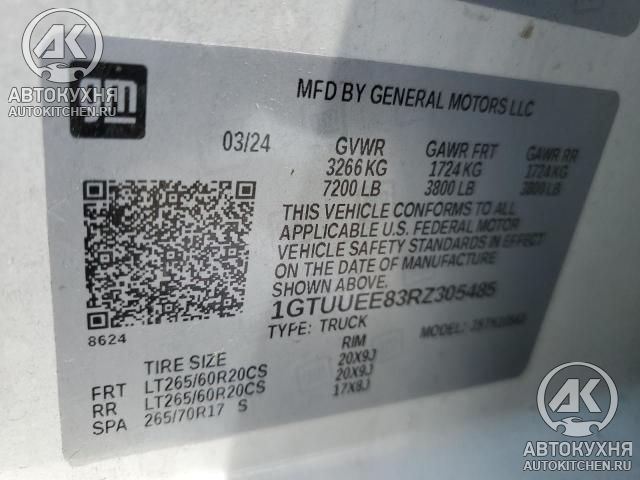 AK
АВТОКУХНЯ
AUTOKITCHEN.RU
gm
MFD BY GENERAL MOTORS LLC
03/24 GVWR GAWR FRT GAWR RR
3266 KG 1724 KG 1724 KG
7200 LB 3800 LB 3800 LB
THIS VEHICLE CONFORMS TO ALL
APPLICABLE U.S. FEDERAL MOTOR
VEHICLE SAFETY STANDARDS IN EFFECT
ON THE DATE OF MANUFACTURE
SHOWN ABOVE.
1GTUUEE83RZ305485
TYPE: TRUCK MODEL:
8624
TIRE SIZE RIM
FRT LT265/60R20CS 20X9J
RR LT265/60R20CS 20X9J
SPA 265/70R17 S 17X8J
AK
АВТОКУХНЯ
AUTOKITCHEN.RU